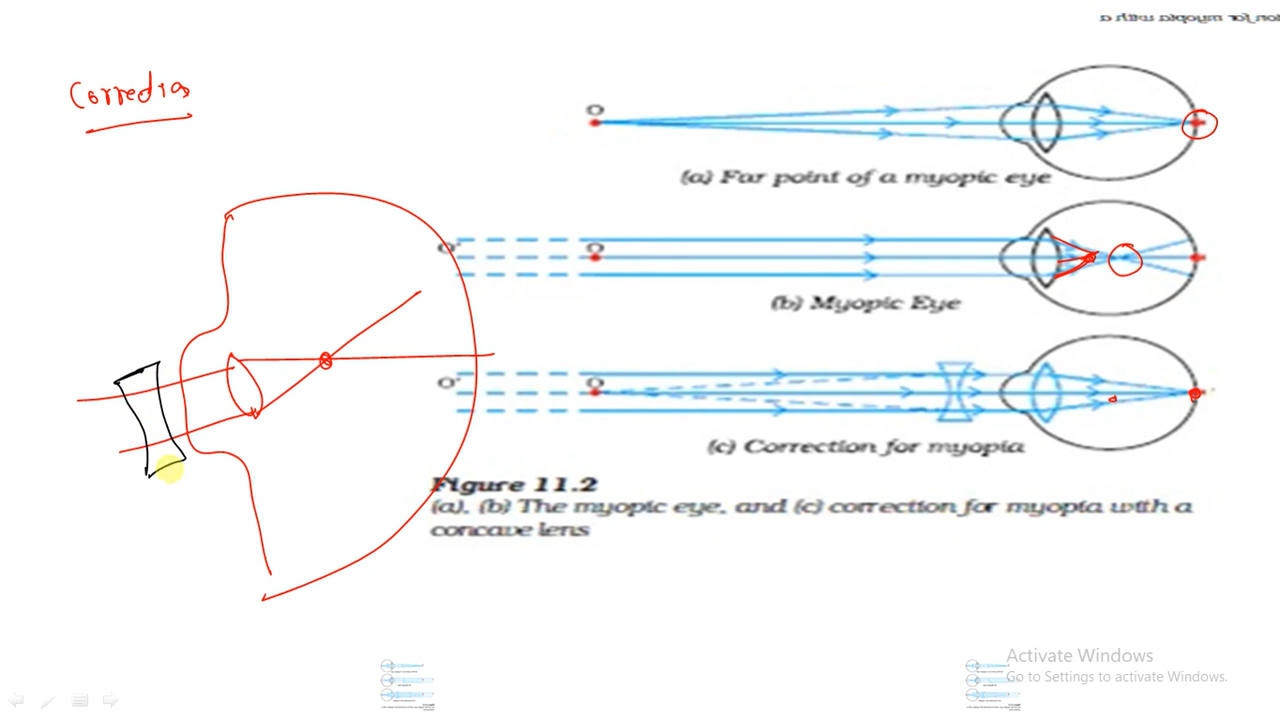 Correctio
O
(a) Far point of a myopic eye
O'
O
(b) Myopic Eye
O'
O
(c) Correction for myopia
Figure 11.2
(a), (b) The myopic eye, and (c) correction for myopia with a
concave lens
Activate Windows
Go to Settings to activate Windows.